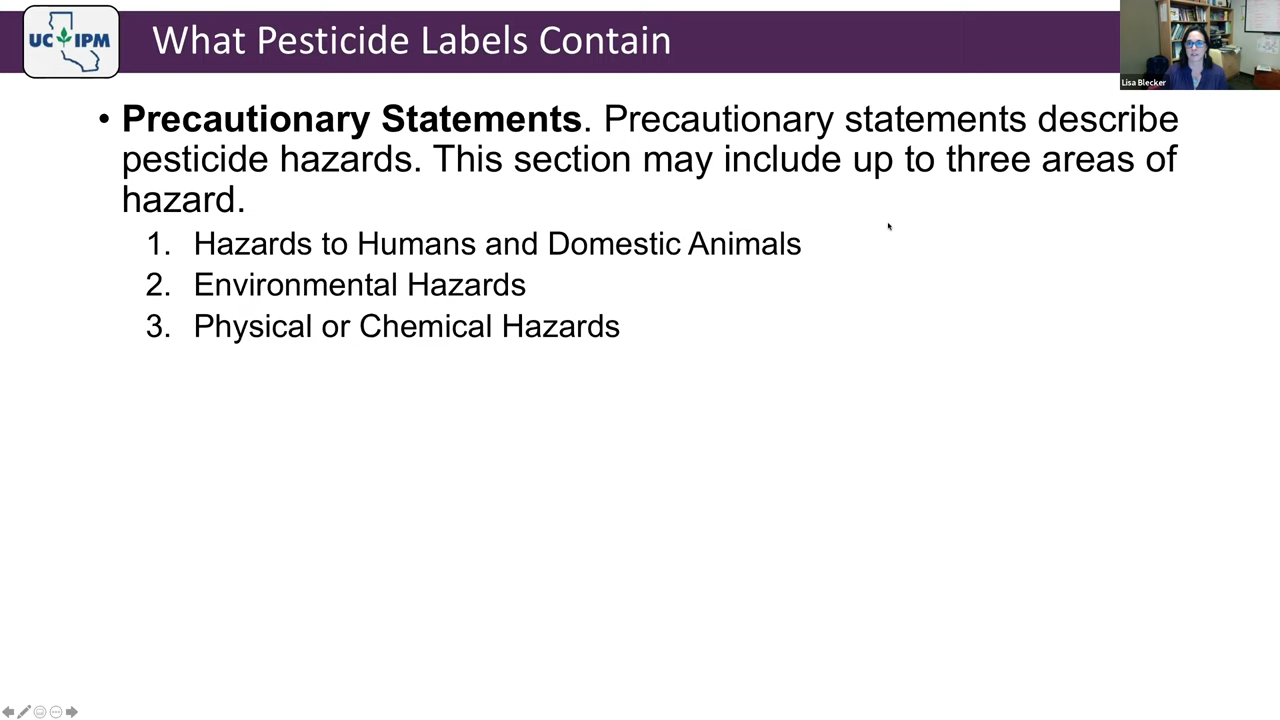 UC IPM
What Pesticide Labels Contain
Lisa Blecker
• Precautionary Statements. Precautionary statements describe
pesticide hazards. This section may include up to three areas of
hazard.
1. Hazards to Humans and Domestic Animals
2. Environmental Hazards
3. Physical or Chemical Hazards